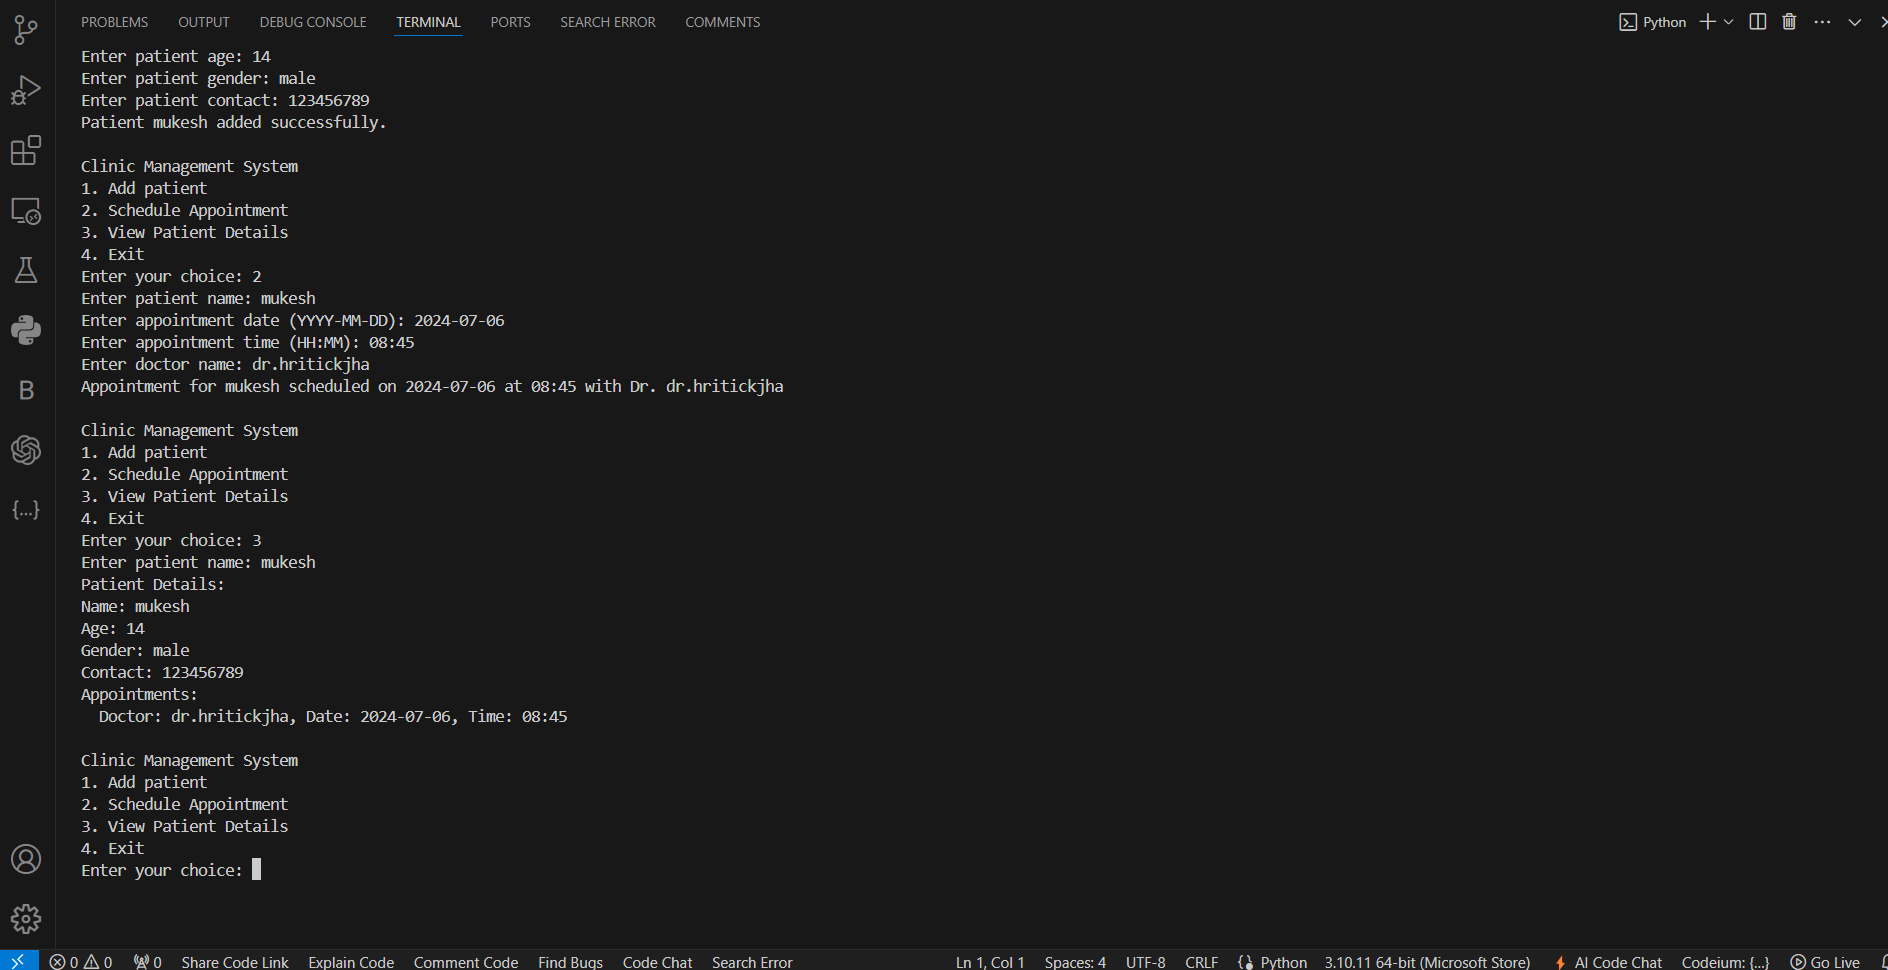 PROBLEMS OUTPUT DEBUG CONSOLE TERMINAL PORTS SEARCH ERROR COMMENTS Python
Enter patient age: 14
Enter patient gender: male
Enter patient contact: 123456789
Patient mukesh added successfully.
Clinic Management System
1. Add patient
2. Schedule Appointment
3. View Patient Details
4. Exit
Enter your choice: 2
Enter patient name: mukesh
Enter appointment date (YYYY-MM-DD): 2024-07-06
Enter appointment time (HH:MM): 08:45
Enter doctor name: dr.hritickjha
Appointment for mukesh scheduled on 2024-07-06 at 08:45 with Dr. dr.hritickjha
Clinic Management System
1. Add patient
2. Schedule Appointment
3. View Patient Details
4. Exit
Enter your choice: 3
Enter patient name: mukesh
Patient Details:
Name: mukesh
Age: 14
Gender: male
Contact: 123456789
Appointments:
  Doctor: dr.hritickjha, Date: 2024-07-06, Time: 08:45
Clinic Management System
1. Add patient
2. Schedule Appointment
3. View Patient Details
4. Exit
Enter your choice:
B
{...}
0 0 0 Share Code Link Explain Code Comment Code Find Bugs Code Chat Search Error Ln 1, Col 1 Spaces: 4 UTF-8 CRLF Python 3.10.11 64-bit (Microsoft Store) AI Code Chat Codeium: {...} Go Live